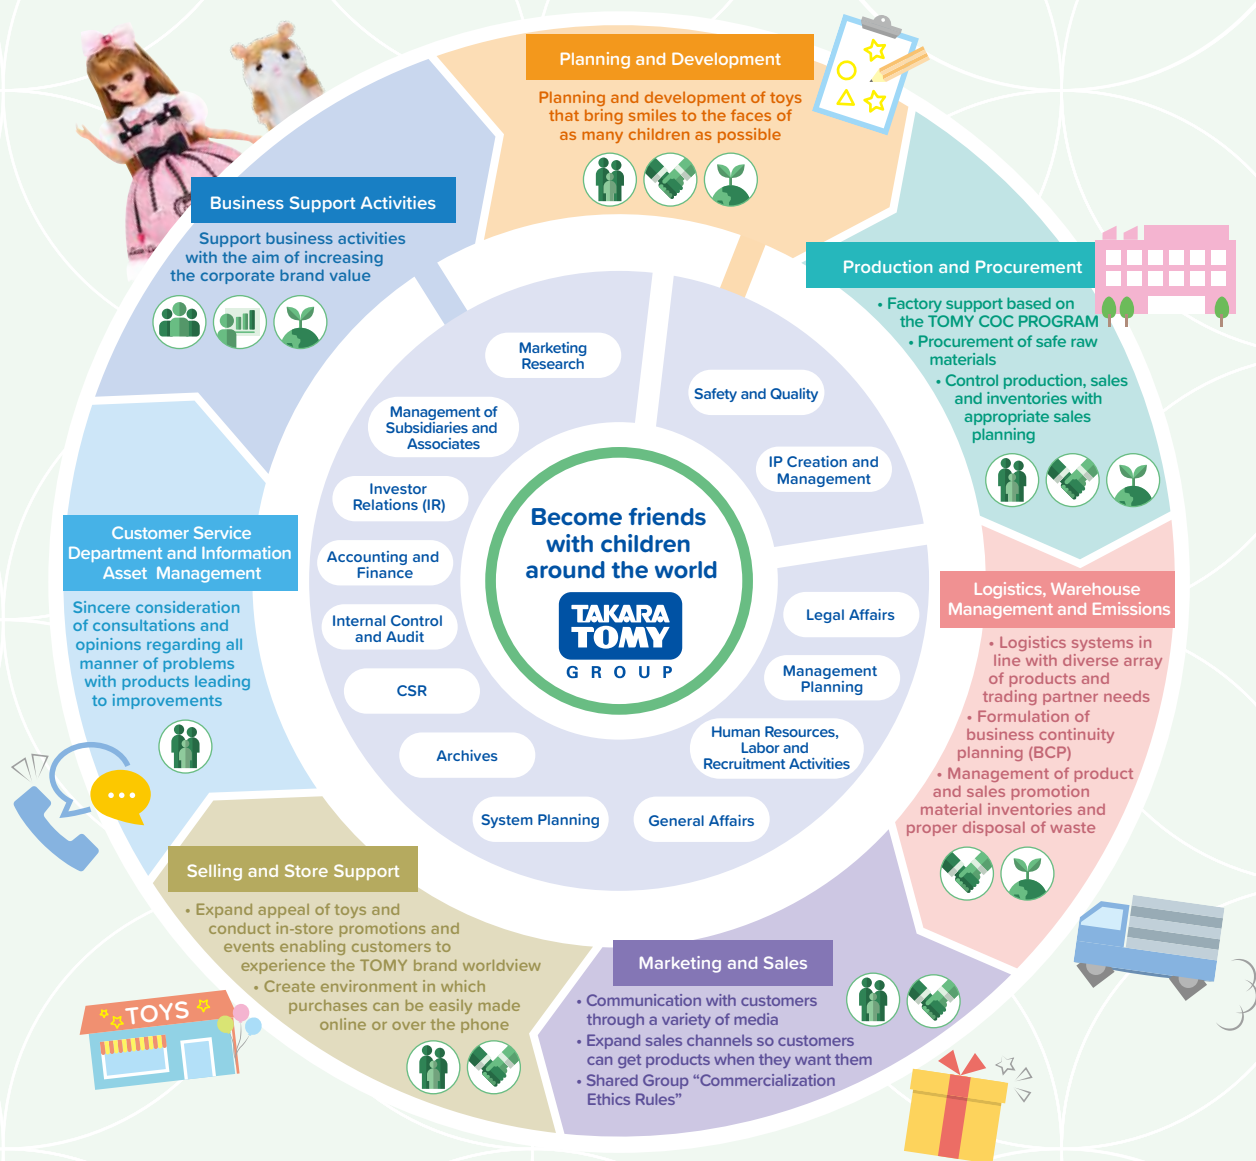 Planning and Development
Planning and development of toys
that bring smiles to the faces of
as many children as possible
Business Support Activities
Support business activities
with the aim of increasing
the corporate brand value
Production and Procurement
• Factory support based on
the TOMY COC PROGRAM
• Procurement of safe raw
materials
• Control production, sales
and inventories with
appropriate sales
planning
Customer Service
Department and Information
Asset Management
Sincere consideration
of consultations and
opinions regarding all
manner of problems
with products leading
to improvements
Logistics, Warehouse
Management and Emissions
• Logistics systems in
line with diverse array
of products and
trading partner needs
• Formulation of
business continuity
planning (BCP)
• Management of product
and sales promotion
material inventories and
proper disposal of waste
Selling and Store Support
• Expand appeal of toys and
conduct in-store promotions and
events enabling customers to
experience the TOMY brand worldview
• Create environment in which
purchases can be easily made
online or over the phone
TOYS
Marketing and Sales
• Communication with customers
through a variety of media
• Expand sales channels so customers
can get products when they want them
• Shared Group “Commercialization
Ethics Rules”
Marketing
Research
Management of
Subsidiaries and
Associates
Investor
Relations (IR)
Accounting and
Finance
Internal Control
and Audit
CSR
Archives
System Planning
General Affairs
Human Resources,
Labor and
Recruitment Activities
Management
Planning
Legal Affairs
IP Creation and
Management
Safety and Quality
Become friends
with children
around the world
TAKARA
TOMY
GROUP